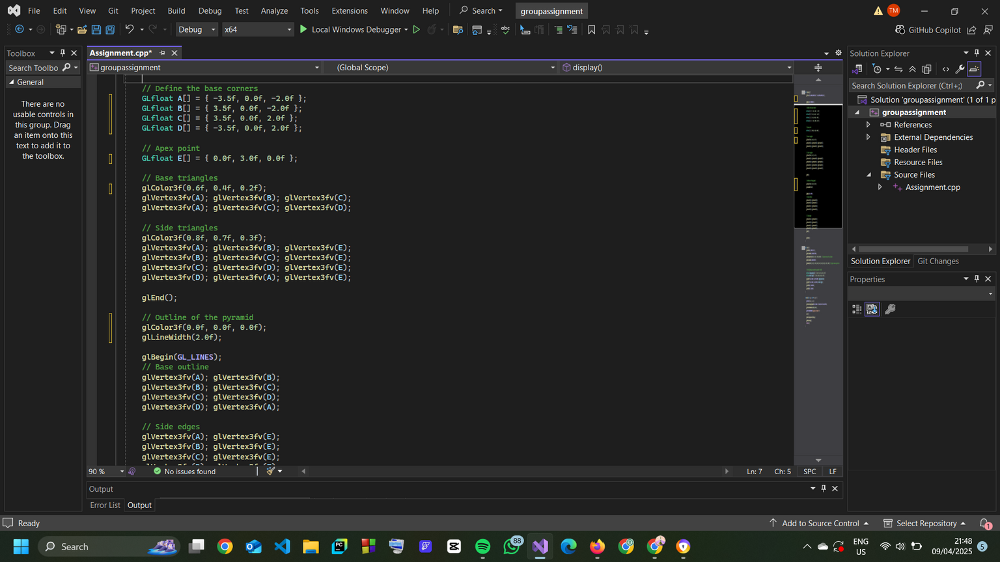 File Edit View Git Project Build Debug Test Analyze Tools Extensions Window Help Search groupassignment TM
Debug x64 Local Windows Debugger abc GitHub Copilot
Toolbox
Search Toolbo
General
There are no
usable controls in
this group. Drag
an item onto this
text to add it to
the toolbox.
Assignment.cpp*
groupassignment (Global Scope) display()
// Define the base corners
GLfloat A[] = { -3.5f, 0.0f, -2.0f };
GLfloat B[] = { 3.5f, 0.0f, -2.0f };
GLfloat C[] = { 3.5f, 0.0f, 2.0f };
GLfloat D[] = { -3.5f, 0.0f, 2.0f };
// Apex point
GLfloat E[] = { 0.0f, 3.0f, 0.0f };
// Base triangles
glColor3f(0.6f, 0.4f, 0.2f);
glVertex3fv(A); glVertex3fv(B); glVertex3fv(C);
glVertex3fv(A); glVertex3fv(C); glVertex3fv(D);
// Side triangles
glColor3f(0.8f, 0.7f, 0.3f);
glVertex3fv(A); glVertex3fv(B); glVertex3fv(E);
glVertex3fv(B); glVertex3fv(C); glVertex3fv(E);
glVertex3fv(C); glVertex3fv(D); glVertex3fv(E);
glVertex3fv(D); glVertex3fv(A); glVertex3fv(E);
glEnd();
// Outline of the pyramid
glColor3f(0.0f, 0.0f, 0.0f);
glLineWidth(2.0f);
glBegin(GL_LINES);
// Base outline
glVertex3fv(A); glVertex3fv(B);
glVertex3fv(B); glVertex3fv(C);
glVertex3fv(C); glVertex3fv(D);
glVertex3fv(D); glVertex3fv(A);
// Side edges
glVertex3fv(A); glVertex3fv(E);
glVertex3fv(B); glVertex3fv(E);
glVertex3fv(C); glVertex3fv(E);
90 % No issues found Ln: 7 Ch: 5 SPC LF
Output
Error List Output
Solution Explorer
Search Solution Explorer (Ctrl+;)
Solution 'groupassignment' (1 of 1 p
groupassignment
References
External Dependencies
Header Files
Resource Files
Source Files
Assignment.cpp
Solution Explorer Git Changes
Properties
Ready Add to Source Control Select Repository 1
Search PC 88 ENG
US 21:48
09/04/2025 5